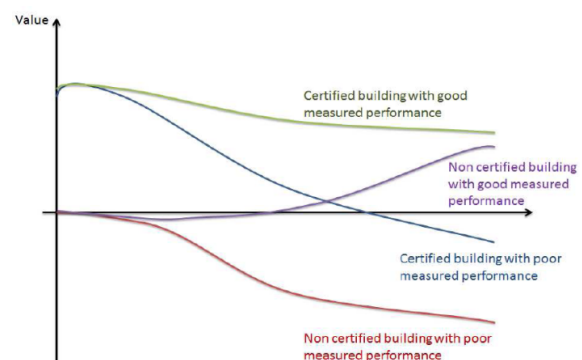 Value
Certified building with good
measured performance
Non certified building
with good measured
performance
Certified building with poor
measured performance
Non certified building with poor
measured performance